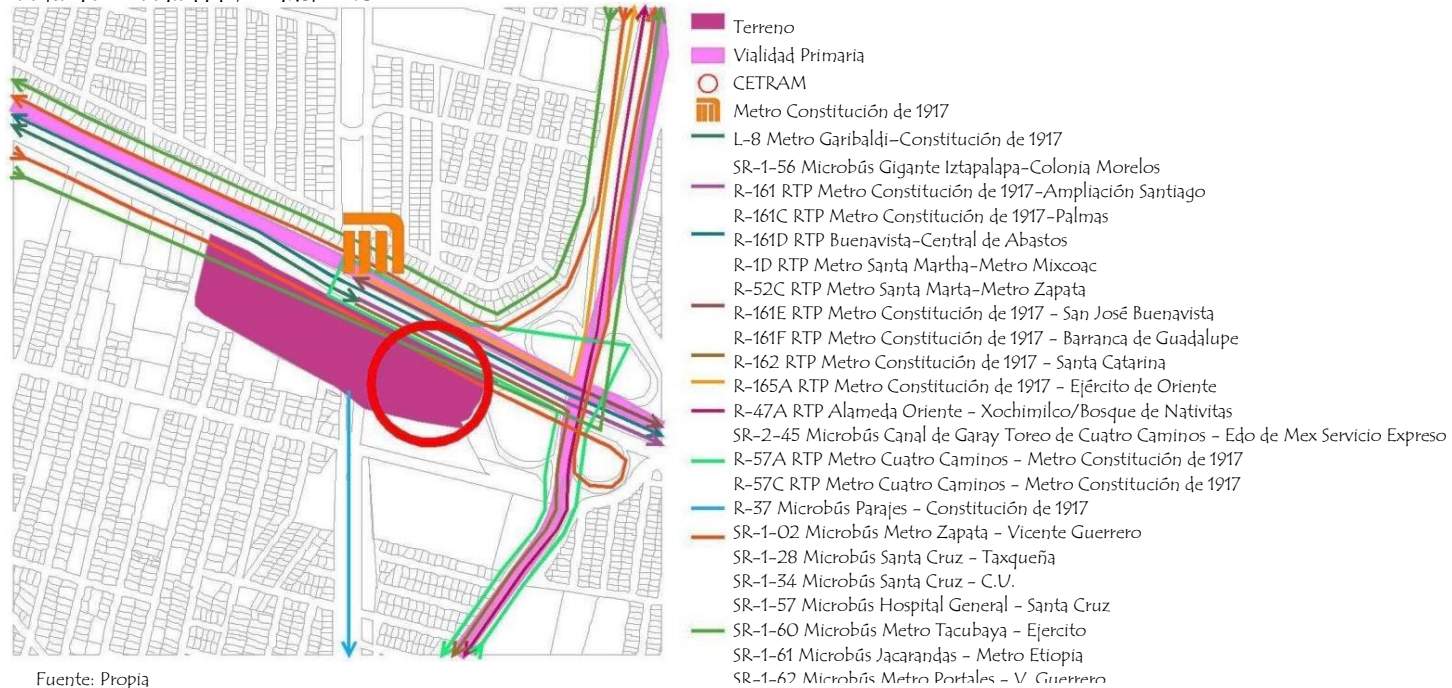 Terreno
Vialidad Primaria
CETRAM
Metro Constitución de 1917
L-8 Metro Garibaldi-Constitución de 1917
SR-1-56 Microbús Gigante Iztapalapa-Colonia Morelos
R-161 RTP Metro Constitución de 1917-Ampliación Santiago
R-161C RTP Metro Constitución de 1917-Palmas
R-161D RTP Buenavista-Central de Abastos
R-1D RTP Metro Santa Martha-Metro Mixcoac
R-52C RTP Metro Santa Marta-Metro Zapata
R-161E RTP Metro Constitución de 1917 - San José Buenavista
R-161F RTP Metro Constitución de 1917 - Barranca de Guadalupe
R-162 RTP Metro Constitución de 1917 - Santa Catarina
R-165A RTP Metro Constitución de 1917 - Ejército de Oriente
R-47A RTP Alameda Oriente - Xochimilco/Bosque de Nativitas
SR-2-45 Microbús Canal de Garay Toreo de Cuatro Caminos - Edo de Mex Servicio Expreso
R-57A RTP Metro Cuatro Caminos - Metro Constitución de 1917
R-57C RTP Metro Cuatro Caminos - Metro Constitución de 1917
R-37 Microbús Parajes - Constitución de 1917
SR-1-02 Microbús Metro Zapata - Vicente Guerrero
SR-1-28 Microbús Santa Cruz - Taxqueña
SR-1-34 Microbús Santa Cruz - C.U.
SR-1-57 Microbús Hospital General - Santa Cruz
SR-1-60 Microbús Metro Tacubaya - Ejercito
SR-1-61 Microbús Jacarandas - Metro Etiopia
SR-1-62 Microbús Metro Portales - V. Guerrero
Fuente: Propia